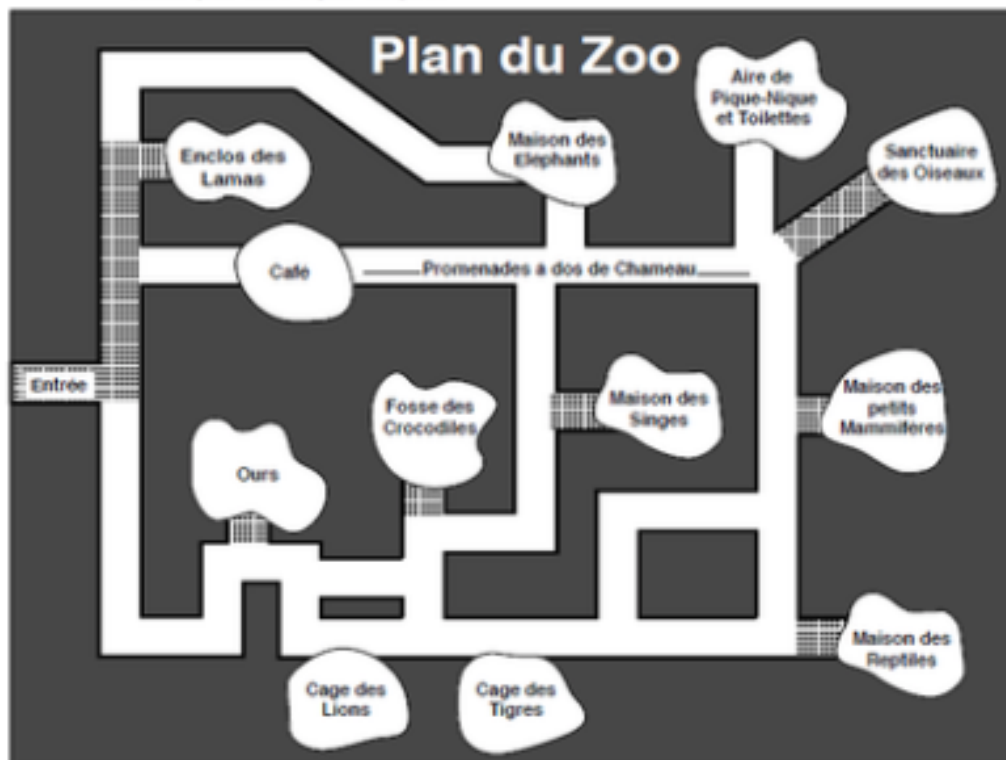 Plan du Zoo
Aire de
Pique-Nique
et Toilettes
Maison des
Eléphants
Sanctuaire
des Oiseaux
Enclos des
Lamas
Café
Promenades a dos de Chameau
Entrée
Fosse des
Crocodiles
Maison des
Singes
Maison des
petits
Mammifères
Ours
Maison des
Reptiles
Cage des
Lions
Cage des
Tigres